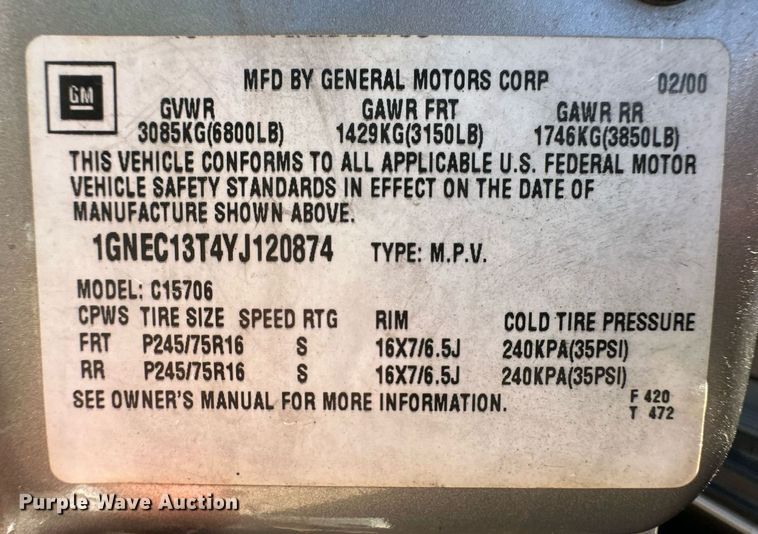 GM
MFD BY GENERAL MOTORS CORP 02/00
GVWR GAWR FRT GAWR RR
3085KG(6800LB) 1429KG(3150LB) 1746KG(3850LB)
THIS VEHICLE CONFORMS TO ALL APPLICABLE U.S. FEDERAL MOTOR
VEHICLE SAFETY STANDARDS IN EFFECT ON THE DATE OF
MANUFACTURE SHOWN ABOVE.
1GNEC13T4YJ120874 TYPE: M.P.V.
MODEL: C15706
CPWS TIRE SIZE SPEED RTG RIM COLD TIRE PRESSURE
FRT P245/75R16 S 16X7/6.5J 240KPA(35PSI)
RR P245/75R16 S 16X7/6.5J 240KPA(35PSI)
SEE OWNER'S MANUAL FOR MORE INFORMATION. F 420
T 472
Purple Wave Auction